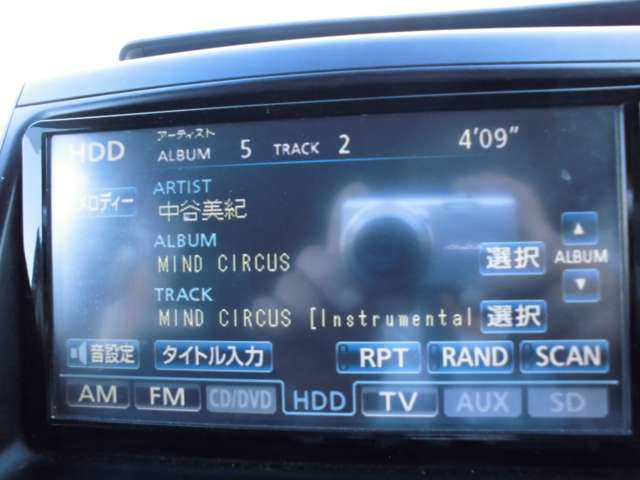 アーティスト
HDD ALBUM 5 TRACK 2 4'09"
ARTIST
メロディー
中谷美紀
ALBUM
MIND CIRCUS 選択 ▲ ALBUM ▼
TRACK
MIND CIRCUS [Instrumental 選択
音設定 タイトル入力 RPT RAND SCAN
AM FM CD/DVD HDD TV AUX SD